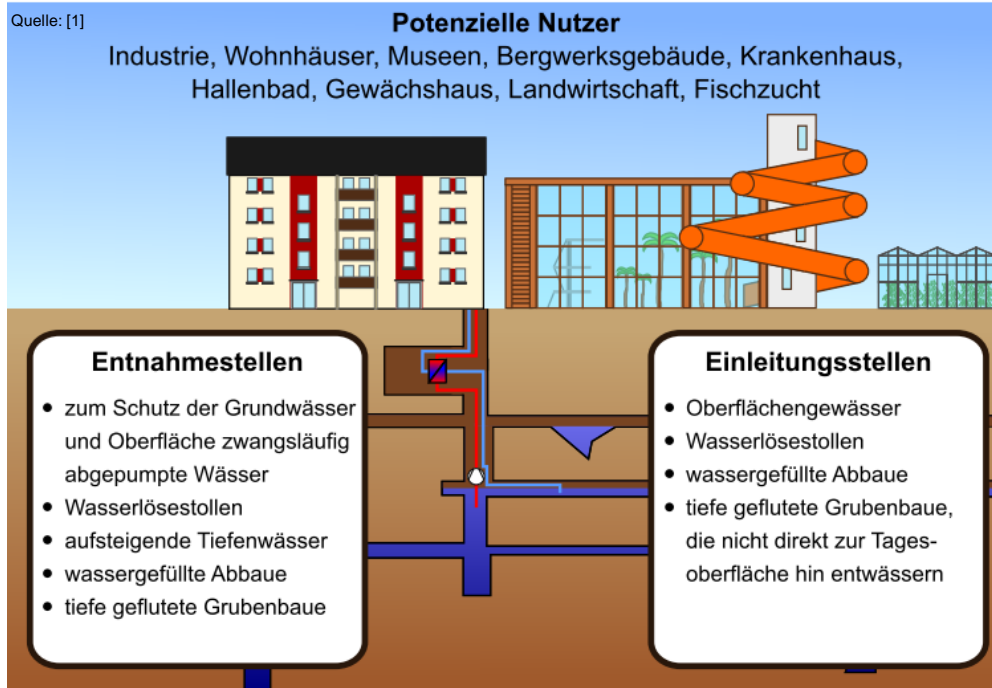 Quelle: [1]
Potenzielle Nutzer
Industrie, Wohnhäuser, Museen, Bergwerksgebäude, Krankenhaus,
Hallenbad, Gewächshaus, Landwirtschaft, Fischzucht
Entnahmestellen
• zum Schutz der Grundwässer
und Oberfläche zwangsläufig
abgepumpte Wässer
• Wasserlösestollen
• aufsteigende Tiefenwässer
• wassergefüllte Abbaue
• tiefe geflutete Grubenbaue
Einleitungsstellen
• Oberflächengewässer
• Wasserlösestollen
• wassergefüllte Abbaue
• tiefe geflutete Grubenbaue,
die nicht direkt zur Tages-
oberfläche hin entwässern